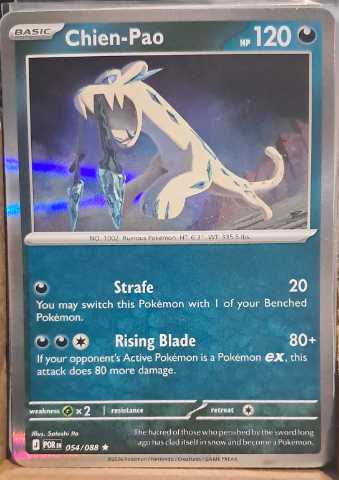 BASIC
Chien-Pao
HP 120
NO. 1002 Ruinous Pokémon HT: 6'3" WT: 335.5 lbs.
Strafe 20
You may switch this Pokémon with 1 of your Benched
Pokémon.
Rising Blade 80+
If your opponent's Active Pokémon is a Pokémon ex, this
attack does 80 more damage.
weakness ×2 resistance retreat
Illus. Satoshi Ito
J POR EN 054/088
The hatred of those who perished by the sword long
ago has clad itself in snow and become a Pokémon.
©2026 Pokémon / Nintendo / Creatures / GAME FREAK